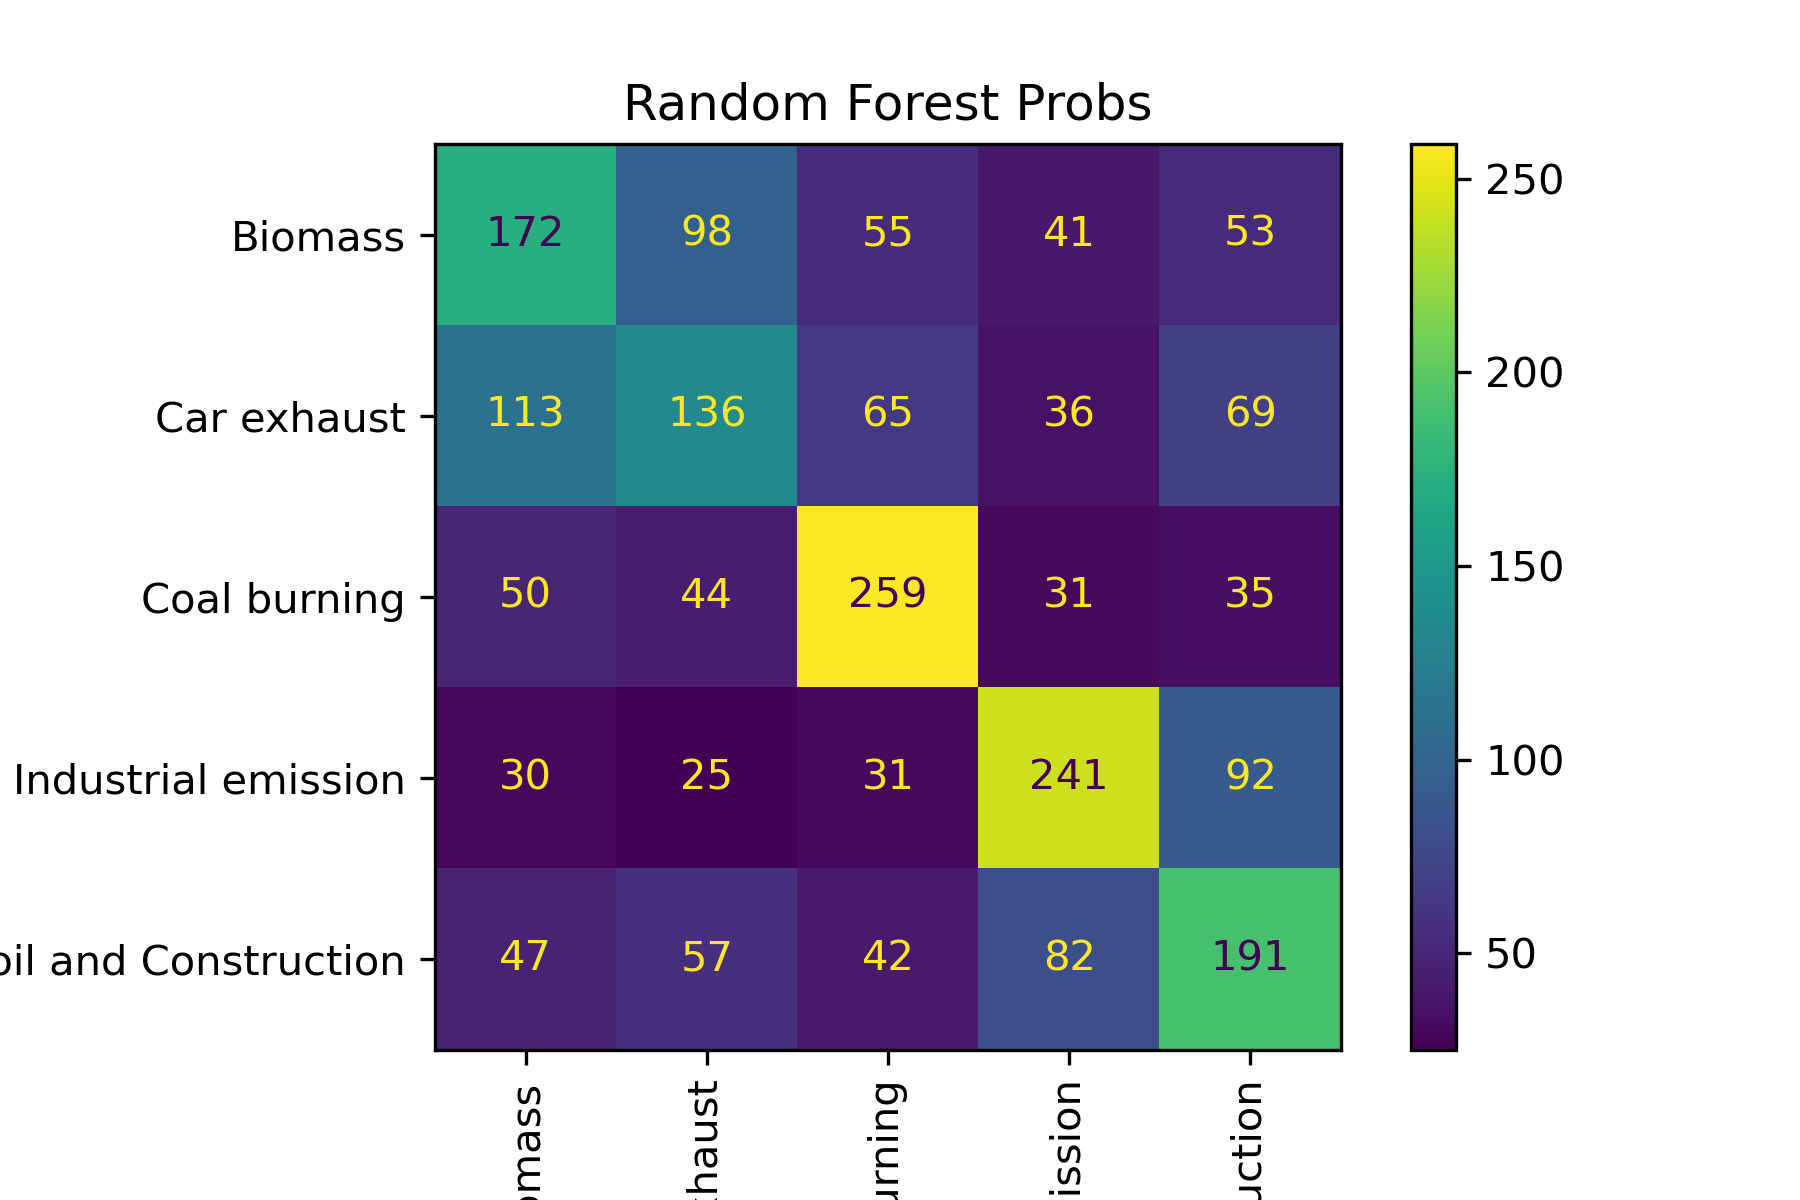 Random Forest Probs
Biomass 172 98 55 41 53
Car exhaust 113 136 65 36 69
Coal burning 50 44 259 31 35
Industrial emission 30 25 31 241 92
oil and Construction 47 57 42 82 191
250
200
150
100
50
omass
xhaust
urning
ission
uction